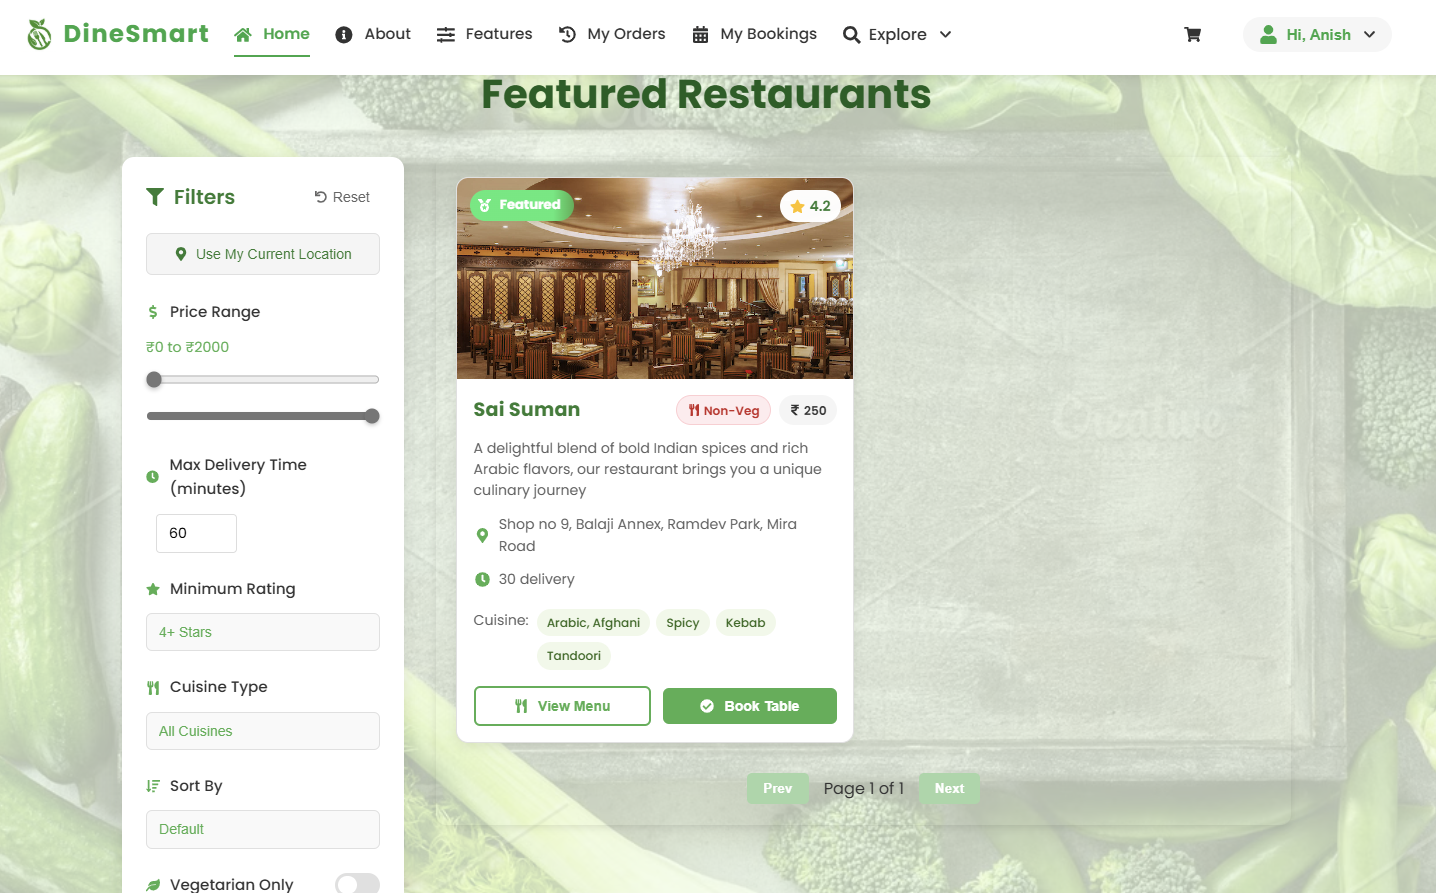 DineSmart Home About Features My Orders My Bookings Explore Hi, Anish
Featured Restaurants
Filters Reset
Use My Current Location
Price Range
₹0 to ₹2000
Max Delivery Time
(minutes)
60
Minimum Rating
4+ Stars
Cuisine Type
All Cuisines
Sort By
Default
Vegetarian Only
Featured 4.2
Sai Suman Non-Veg ₹ 250
A delightful blend of bold Indian spices and rich
Arabic flavors, our restaurant brings you a unique
culinary journey
Shop no 9, Balaji Annex, Ramdev Park, Mira
Road
30 delivery
Cuisine: Arabic, Afghani Spicy Kebab
Tandoori
View Menu Book Table
Prev Page 1 of 1 Next